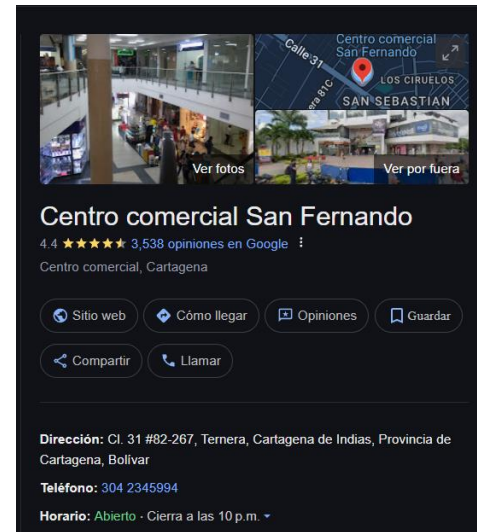 Centro comercial
San Fernando
Calle 31
era 81C
LOS CIRUELOS
SAN SEBASTIAN
Ver fotos
Ver por fuera
Centro comercial San Fernando
4.4 3,538 opiniones en Google
Centro comercial, Cartagena
Sitio web
Cómo llegar
Opiniones
Guardar
Compartir
Llamar
Dirección: Cl. 31 #82-267, Ternera, Cartagena de Indias, Provincia de
Cartagena, Bolívar
Teléfono: 304 2345994
Horario: Abierto · Cierra a las 10 p.m.